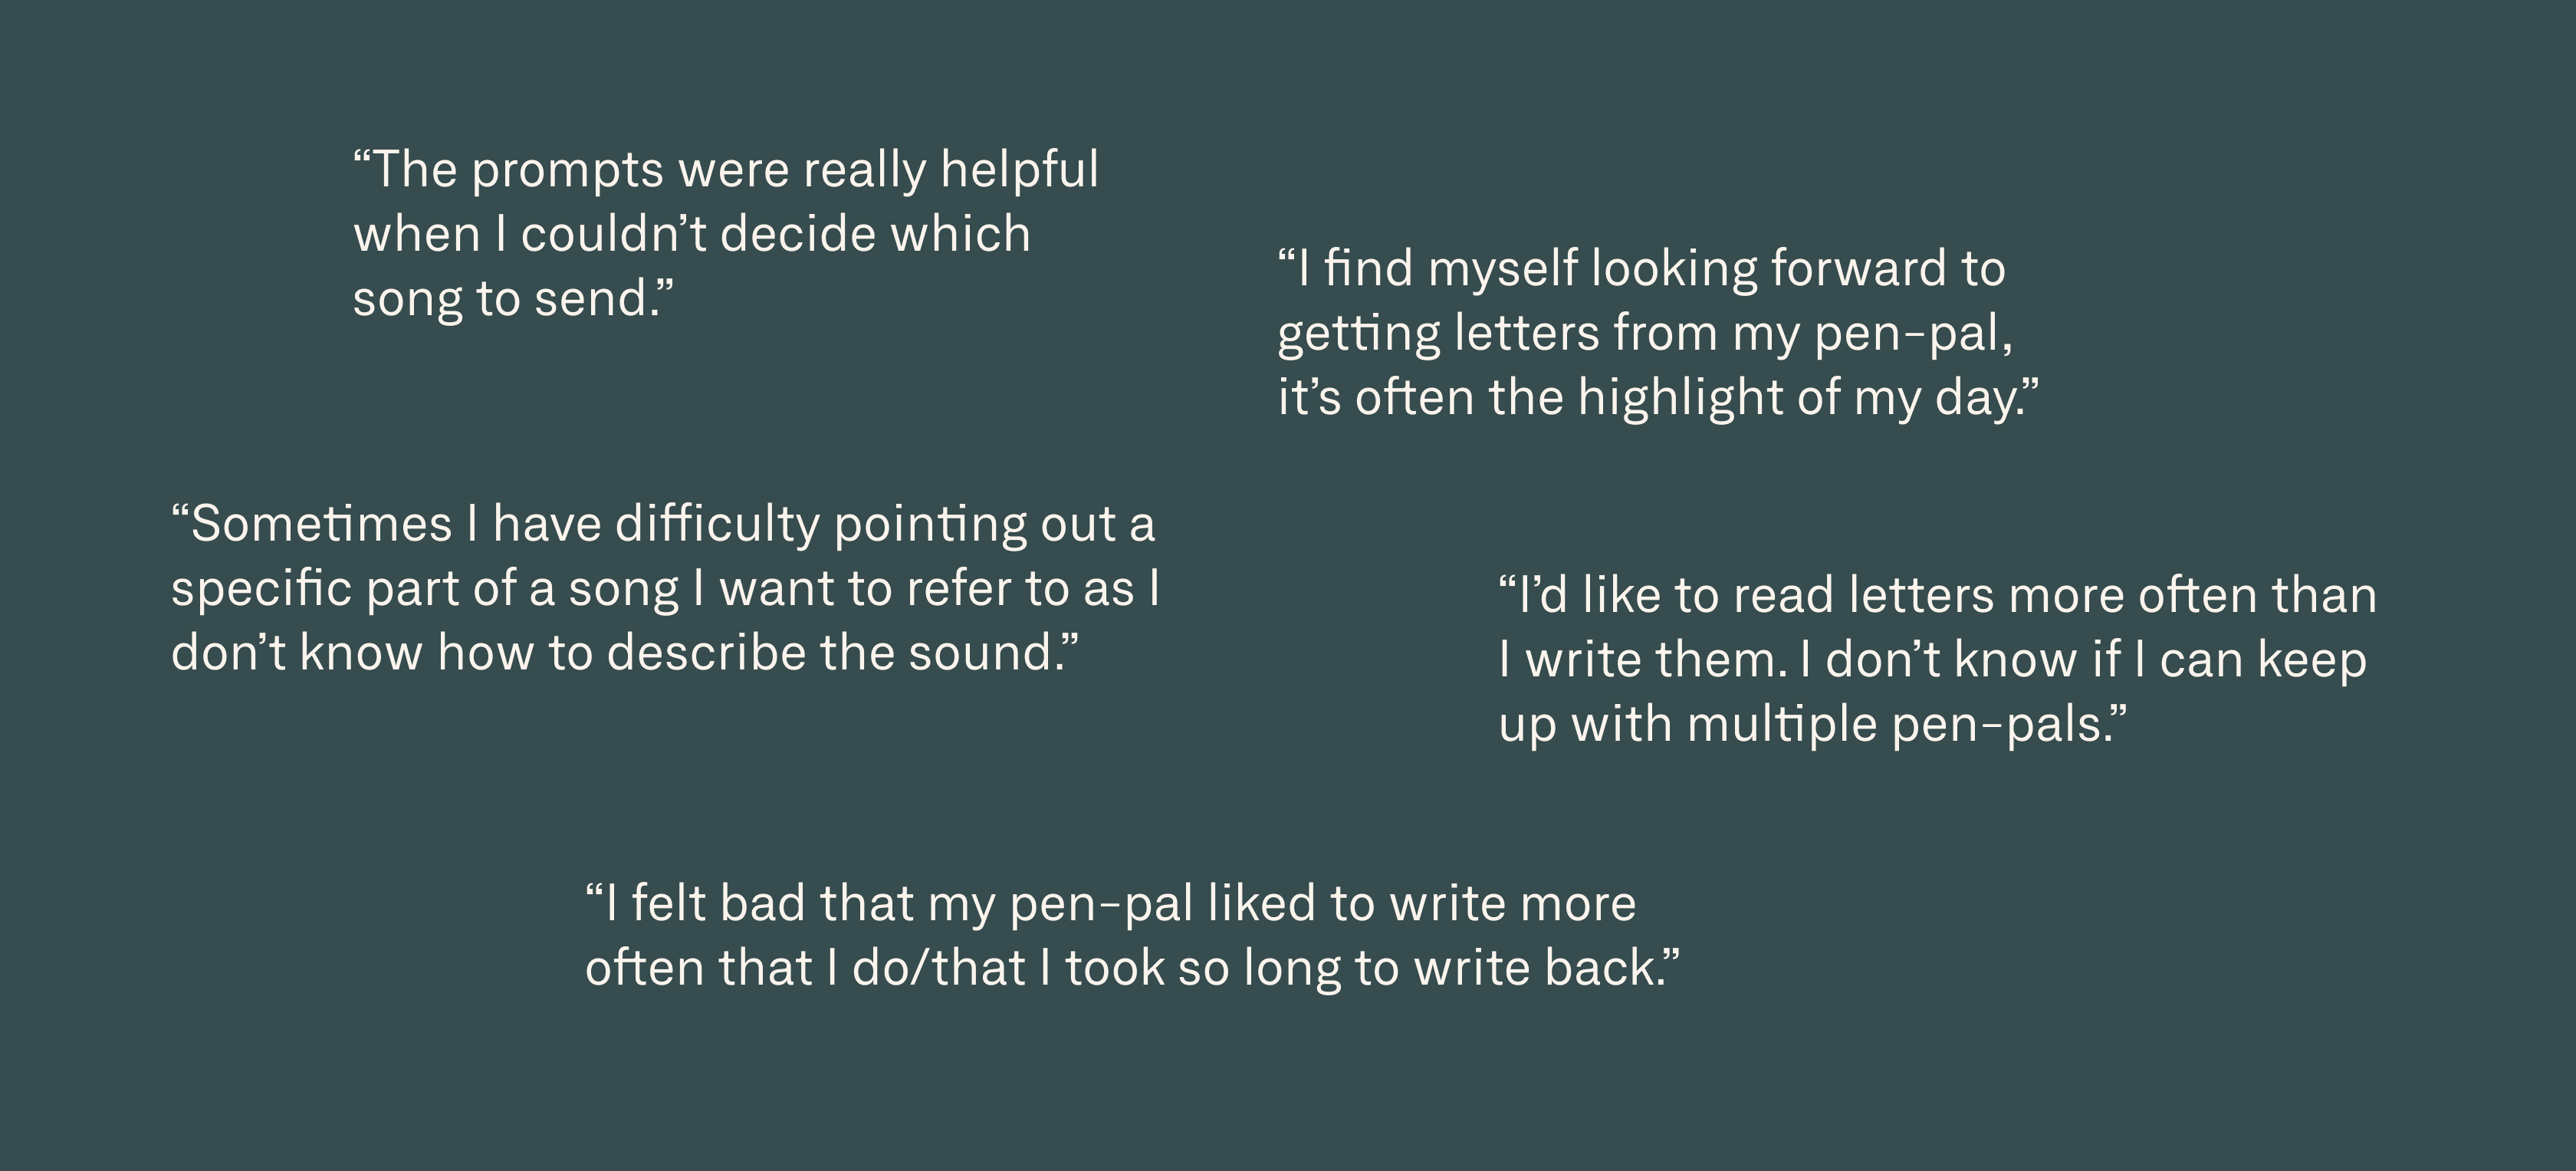 “The prompts were really helpful
when I couldn’t decide which
song to send.”
“I find myself looking forward to
getting letters from my pen-pal,
it’s often the highlight of my day.”
“Sometimes I have difficulty pointing out a
specific part of a song I want to refer to as I
don’t know how to describe the sound.”
“I’d like to read letters more often than
I write them. I don’t know if I can keep
up with multiple pen-pals.”
“I felt bad that my pen-pal liked to write more
often that I do/that I took so long to write back.”